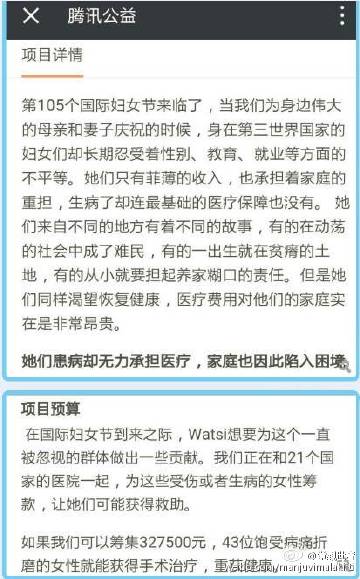 腾讯公益
项目详情
第105个国际妇女节来临了，当我们为身边伟大
的母亲和妻子庆祝的时候，身在第三世界国家的
妇女们却长期忍受着性别、教育、就业等方面的
不平等。她们只有菲薄的收入，也承担着家庭的
重担，生病了却连最基础的医疗保障也没有。 她
们来自不同的地方有着不同的故事，有的在动荡
的社会中成了难民，有的一出生就在贫瘠的土
地，有的从小就要担起养家糊口的责任。但是她
们同样渴望恢复健康，医疗费用对他们的家庭实
在是非常昂贵。
她们患病却无力承担医疗，家庭也因此陷入困境
项目预算
在国际妇女节到来之际，Watsi想要为这个一直
被忽视的群体做出一些贡献。我们正在和21个国
家的医院一起，为这些受伤或者生病的女性筹
款，让她们可能获得救助。
如果我们可以筹集327500元，43位饱受病痛折
磨的女性就能获得手术治疗，重获健康